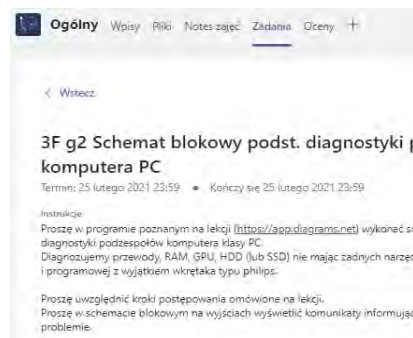 Ogólny Wpisy Pliki Notes zajęć Zadania Oceny +
< Wstecz
3F g2 Schemat blokowy podst. diagnostyki p
komputera PC
Termin: 25 lutego 2021 23:59 • Kończy się 25 lutego 2021 23:59
Instrukcje
Proszę w programie poznanym na lekcji (https://app.diagrams.net) wykonać sc
diagnostyki podzespołów komputera klasy PC.
Diagnozujemy przewody, RAM, GPU, HDD (lub SSD) nie mając żadnych narzęd
i programowej z wyjątkiem wkrętaka typu philips.
Proszę uwzględnić kroki postępowania omówione na lekcji.
Proszę w schemacie blokowym na wyjściach wyświetlić komunikaty informując
problemie.